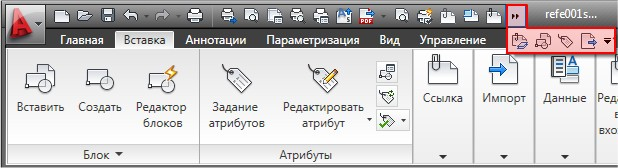 refe001s...
Главная Вставка Аннотации Параметризация Вид Управление
Вставить Создать Редактор блоков Задание атрибутов Редактировать атрибут Ссылка Импорт Данные
Блок Атрибуты